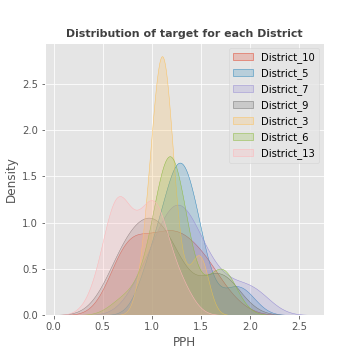 Distribution of target for each District
District_10
District_5
District_7
District_9
District_3
District_6
District_13
Density
2.5
2.0
1.5
1.0
0.5
0.0
0.0 0.5 1.0 1.5 2.0 2.5
PPH